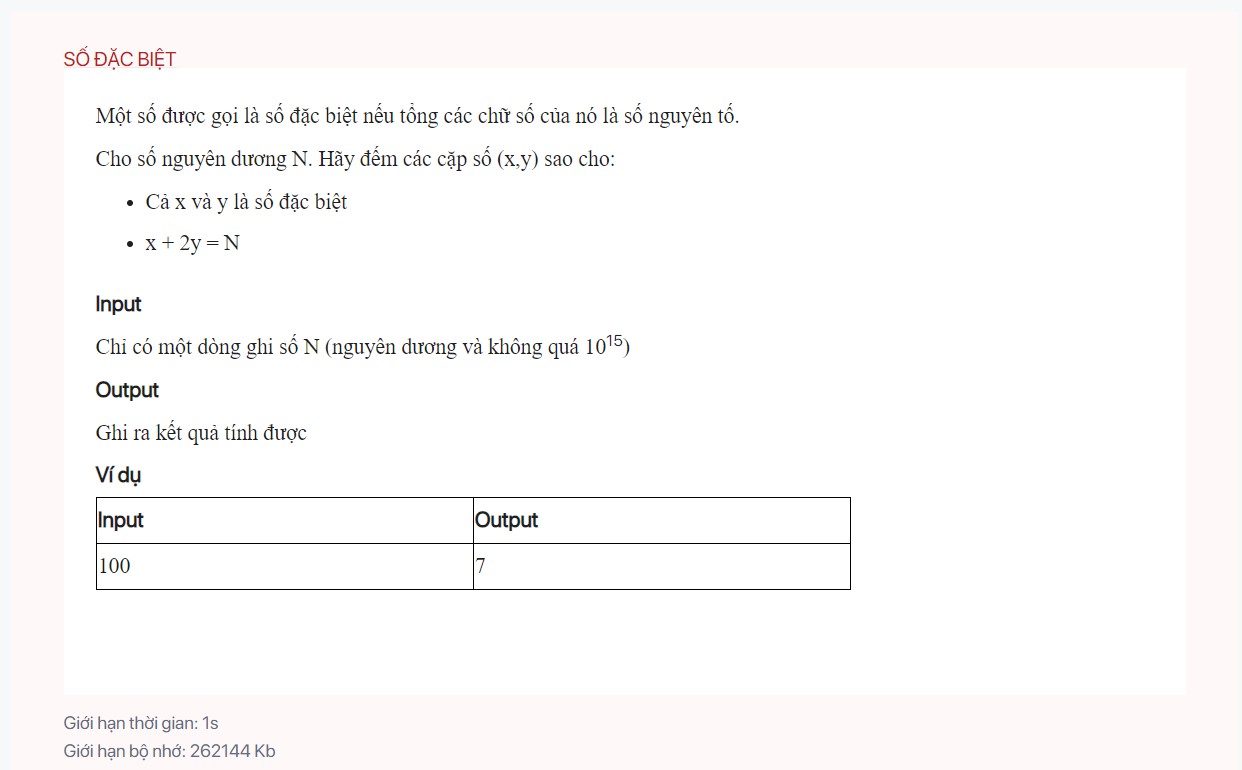 SỐ ĐẶC BIỆT
Một số được gọi là số đặc biệt nếu tổng các chữ số của nó là số nguyên tố.
Cho số nguyên dương N. Hãy đếm các cặp số (x,y) sao cho:
• Cả x và y là số đặc biệt
• x + 2y = N
Input
Chỉ có một dòng ghi số N (nguyên dương và không quá 10¹⁵)
Output
Ghi ra kết quả tính được
Ví dụ
Input Output
100 7
Giới hạn thời gian: 1s
Giới hạn bộ nhớ: 262144 Kb